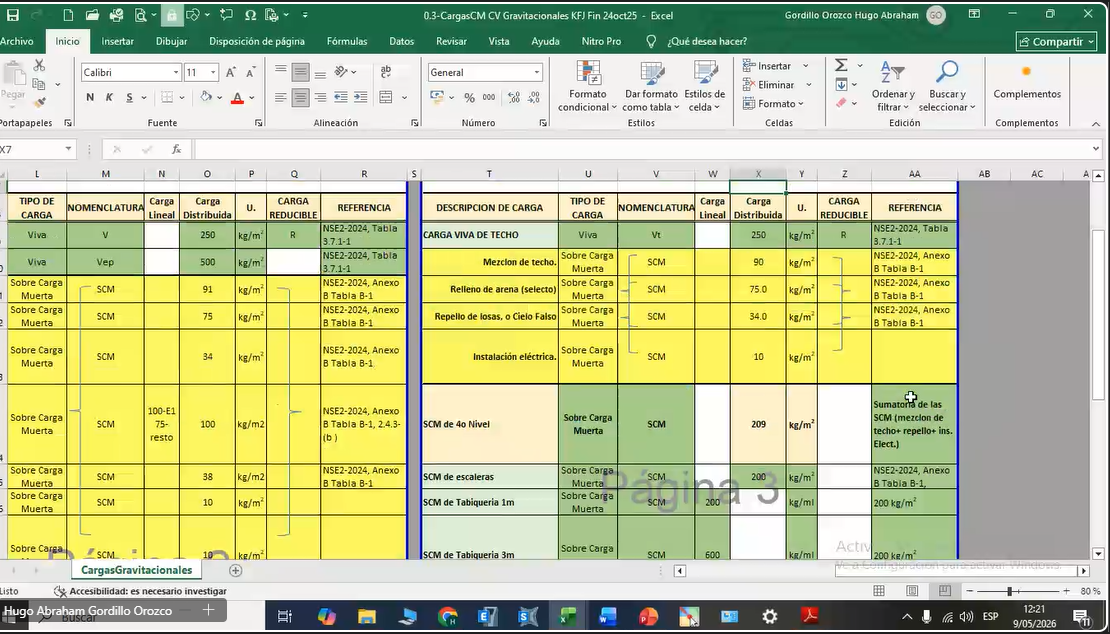 0.3-CargasCM CV Gravitacionales KFJ Fin 24oct25 - Excel
Gordillo Orozco Hugo Abraham
GO
Archivo
Inicio
Insertar
Dibujar
Disposición de página
Fórmulas
Datos
Revisar
Vista
Ayuda
Nitro Pro
¿Qué desea hacer?
Compartir
Pegar
Calibri
11
N K S
General
% 000
Formato condicional
Dar formato como tabla
Estilos de celda
Insertar
Eliminar
Formato
Ordenar y filtrar
Buscar y seleccionar
Complementos
Portapapeles
Fuente
Alineación
Número
Estilos
Celdas
Edición
Complementos
X7
fx
L M N O P Q R S T U V W X Y Z AA AB AC AD
TIPO DE CARGA NOMENCLATURA Carga Lineal Carga Distribuida U. CARGA REDUCIBLE REFERENCIA DESCRIPCION DE CARGA TIPO DE CARGA NOMENCLATURA Carga Lineal Carga Distribuida U. CARGA REDUCIBLE REFERENCIA
Viva V 250 kg/m² R NSE2-2024, Tabla 3.7.1-1 CARGA VIVA DE TECHO Viva Vt 250 kg/m² R NSE2-2024, Tabla 3.7.1-1
Viva Vep 500 kg/m² NSE2-2024, Tabla 3.7.1-1 Mezclon de techo. Sobre Carga Muerta SCM 90 kg/m² NSE2-2024, Anexo B Tabla B-1
Sobre Carga Muerta SCM 91 kg/m² NSE2-2024, Anexo B Tabla B-1 Relleno de arena (selecto) Sobre Carga Muerta SCM 75.0 kg/m² NSE2-2024, Anexo B Tabla B-1
Sobre Carga Muerta SCM 75 kg/m² NSE2-2024, Anexo B Tabla B-1 Repello de losas, o Cielo Falso Sobre Carga Muerta SCM 34.0 kg/m² NSE2-2024, Anexo B Tabla B-1
Sobre Carga Muerta SCM 34 kg/m² NSE2-2024, Anexo B Tabla B-1 Instalación eléctrica. Sobre Carga Muerta SCM 10 kg/m²
Sobre Carga Muerta SCM 100-E1 75-resto 100 kg/m2 NSE2-2024, Anexo B Tabla B-1, 2.4.3-(b ) SCM de 4o Nivel Sobre Carga Muerta SCM 209 kg/m² Sumatoria de las SCM (mezclon de techo+ repello+ ins. Elect.)
Sobre Carga Muerta SCM 38 kg/m2 NSE2-2024, Anexo B Tabla B-1 SCM de escaleras Sobre Carga Muerta SCM 200 kg/m² NSE2-2024, Anexo B Tabla B-1,
Sobre Carga Muerta SCM 10 kg/m² SCM de Tabiqueria 1m Sobre Carga Muerta SCM 200 kg/ml 200 kg/m²
Sobre Carga SCM 10 kg/m² SCM de Tabiqueria 3m Sobre Carga SCM 600 kg/ml 200 kg/m²
Página 2
Página 3
Ve a Configuración para activar Windows.
CargasGravitacionales
Listo
Accesibilidad: es necesario investigar
80 %
Hugo Abraham Gordillo Orozco
Buscar
ESP
12:21
9/05/2026